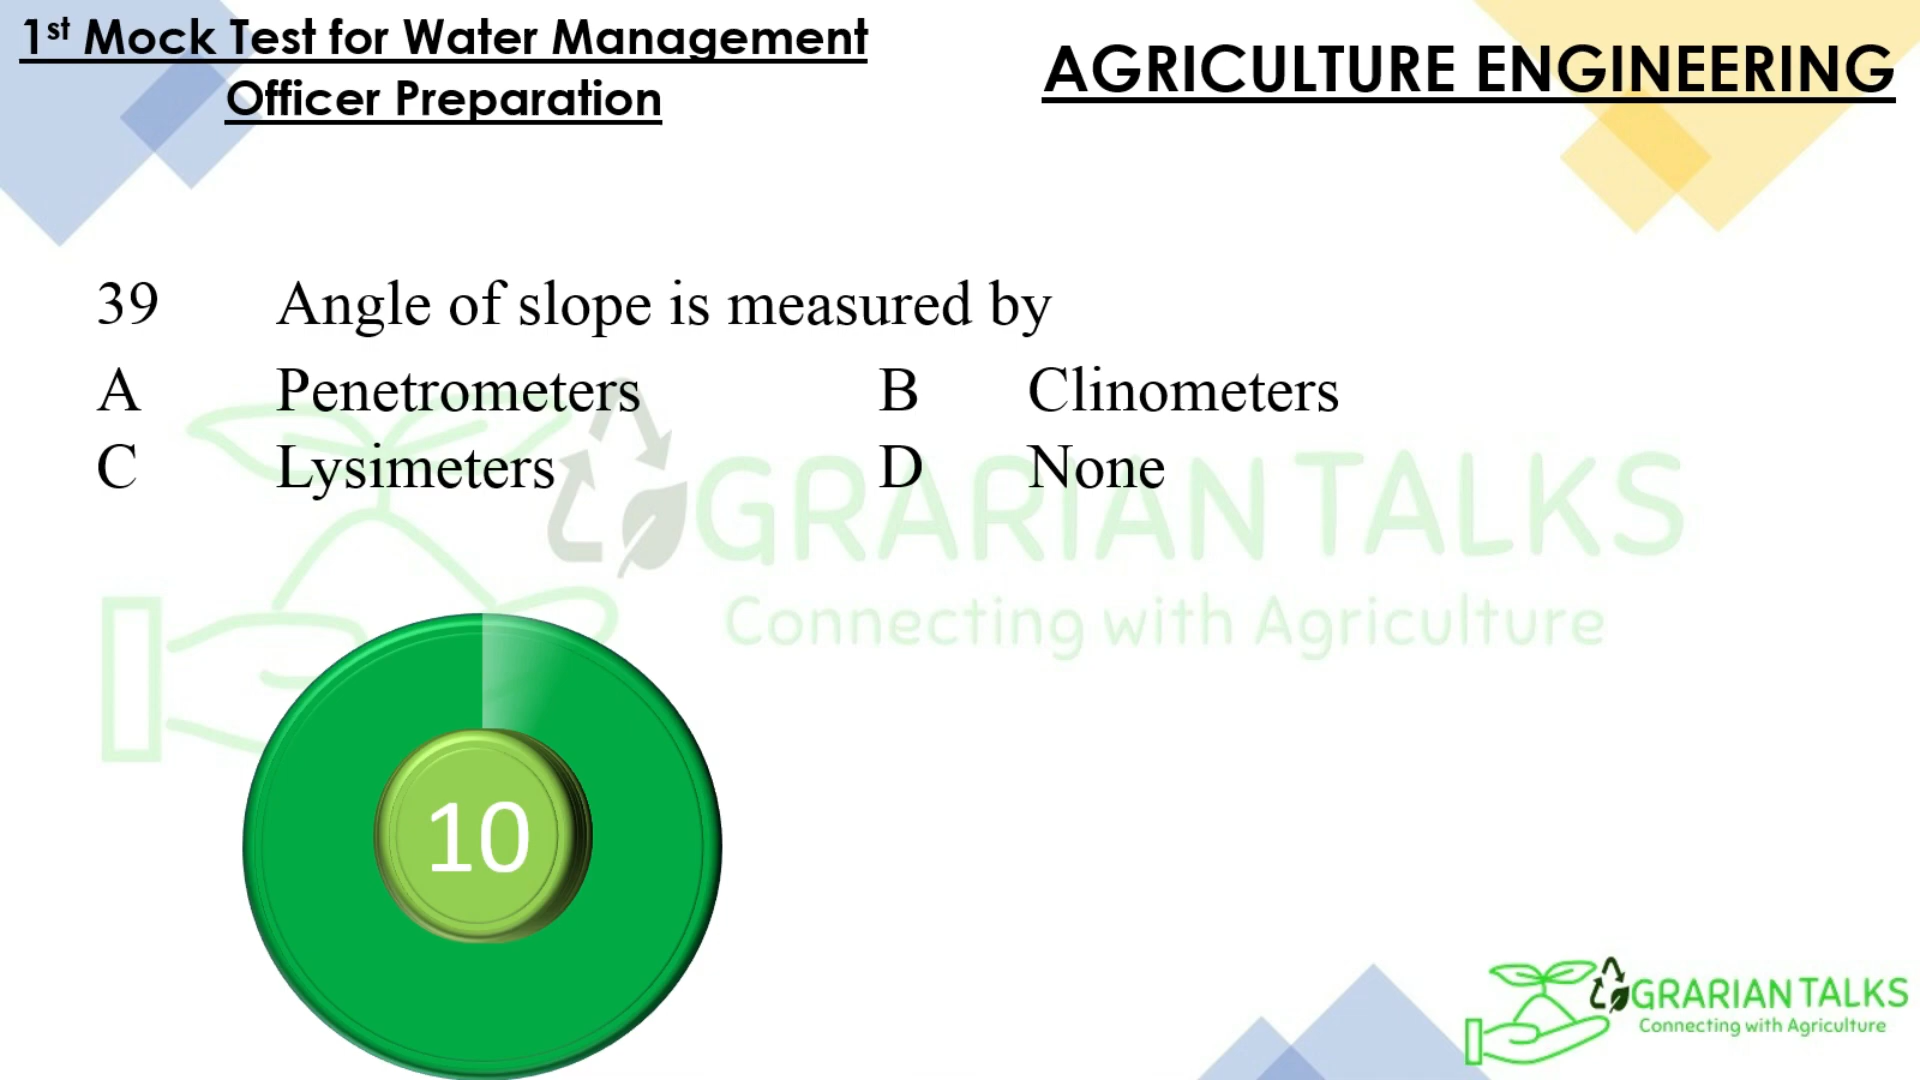 1st Mock Test for Water Management
Officer Preparation
AGRICULTURE ENGINEERING
39 Angle of slope is measured by
A Penetrometers B Clinometers
C Lysimeters D None
GRARIAN TALKS
Connecting with Agriculture
10
GRARIAN TALKS
Connecting with Agriculture